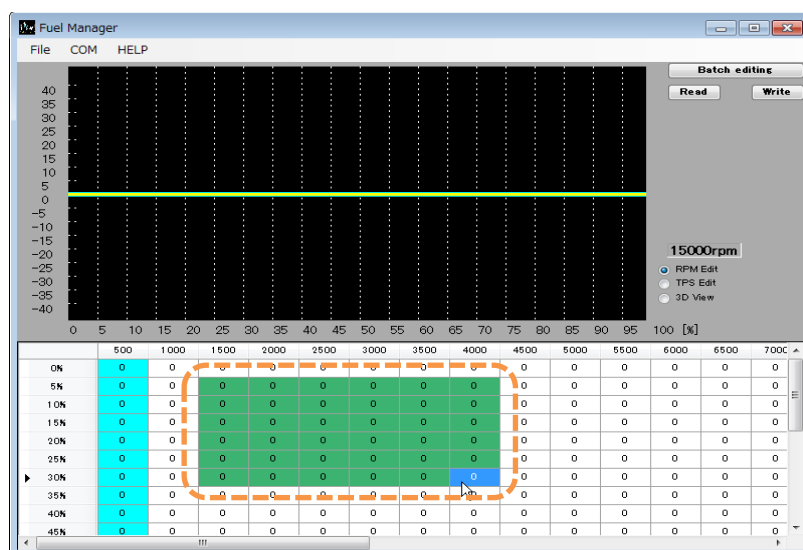 Fuel Manager
File COM HELP
Batch editing
Read Write
40
35
30
25
20
15
10
5
0
-5
-10
-15
-20
-25
-30
-35
-40
15000rpm
RPM Edit
TPS Edit
3D View
0 5 10 15 20 25 30 35 40 45 50 55 60 65 70 75 80 85 90 95 100 [%]
500 1000 1500 2000 2500 3000 3500 4000 4500 5000 5500 6000 6500
0% 0 0 0 0 0 0 0 0 0 0 0 0 0 0
5% 0 0 0 0 0 0 0 0 0 0 0 0 0 0
10% 0 0 0 0 0 0 0 0 0 0 0 0 0 0
15% 0 0 0 0 0 0 0 0 0 0 0 0 0 0
20% 0 0 0 0 0 0 0 0 0 0 0 0 0 0
25% 0 0 0 0 0 0 0 0 0 0 0 0 0 0
30% 0 0 0 0 0 0 0 0 0 0 0 0 0 0
35% 0 0 0 0 0 0 0 0 0 0 0 0 0 0
40% 0 0 0 0 0 0 0 0 0 0 0 0 0 0
45% 0 0 0 0 0 0 0 0 0 0 0 0 0 0